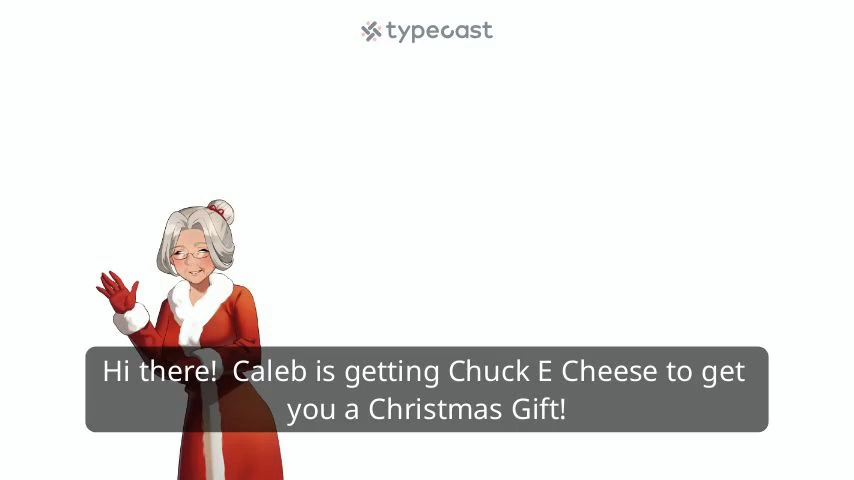 typecast
Hi there!  Caleb is getting Chuck E Cheese to get
you a Christmas Gift!